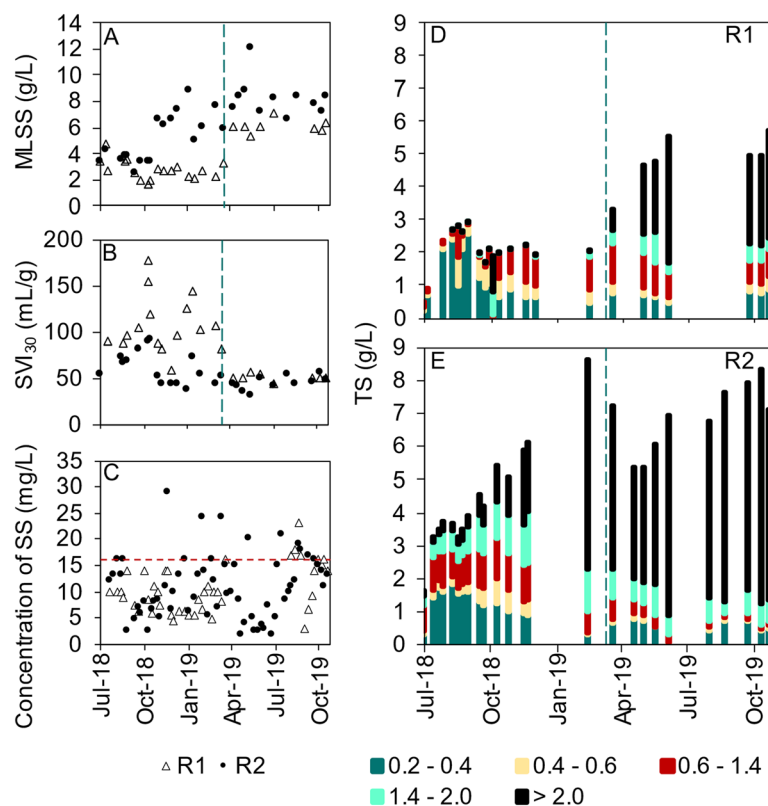 A
MLSS (g/L)
14
12
10
8
6
4
2
0
B
SVI30 (mL/g)
200
150
100
50
0
C
Concentration of SS (mg/L)
35
30
25
20
15
10
5
0
Jul-18
Oct-18
Jan-19
Apr-19
Jul-19
Oct-19
R1
R2
D
R1
9
8
7
6
5
4
3
2
1
0
TS (g/L)
E
R2
9
8
7
6
5
4
3
2
1
0
Jul-18
Oct-18
Jan-19
Apr-19
Jul-19
Oct-19
0.2 - 0.4
0.4 - 0.6
0.6 - 1.4
1.4 - 2.0
> 2.0